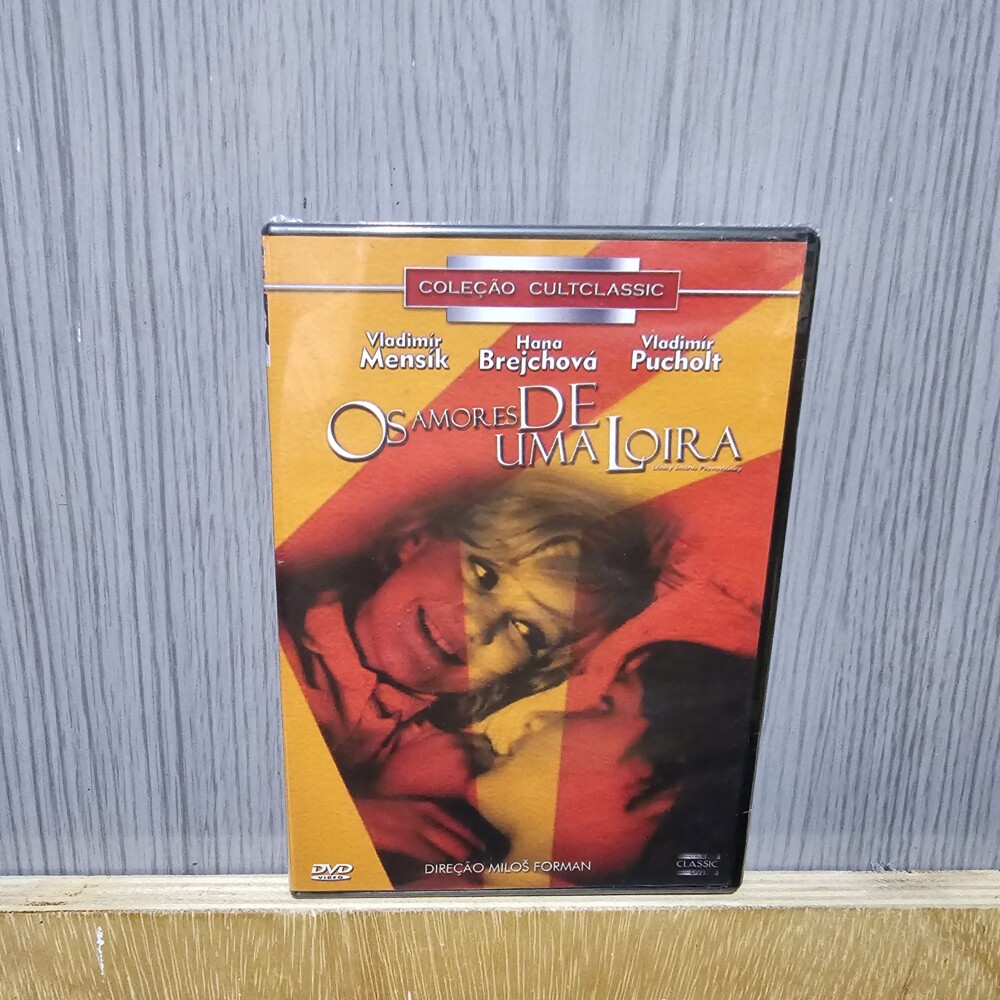 COLEÇÃO CULTCLASSIC
Vladimír Mensík
Hana Brejchová
Vladimír Pucholt
OS AMORES DE
UMA LOIRA
DIREÇÃO MILOŠ FORMAN
DVD
VIDEO
CLASSIC